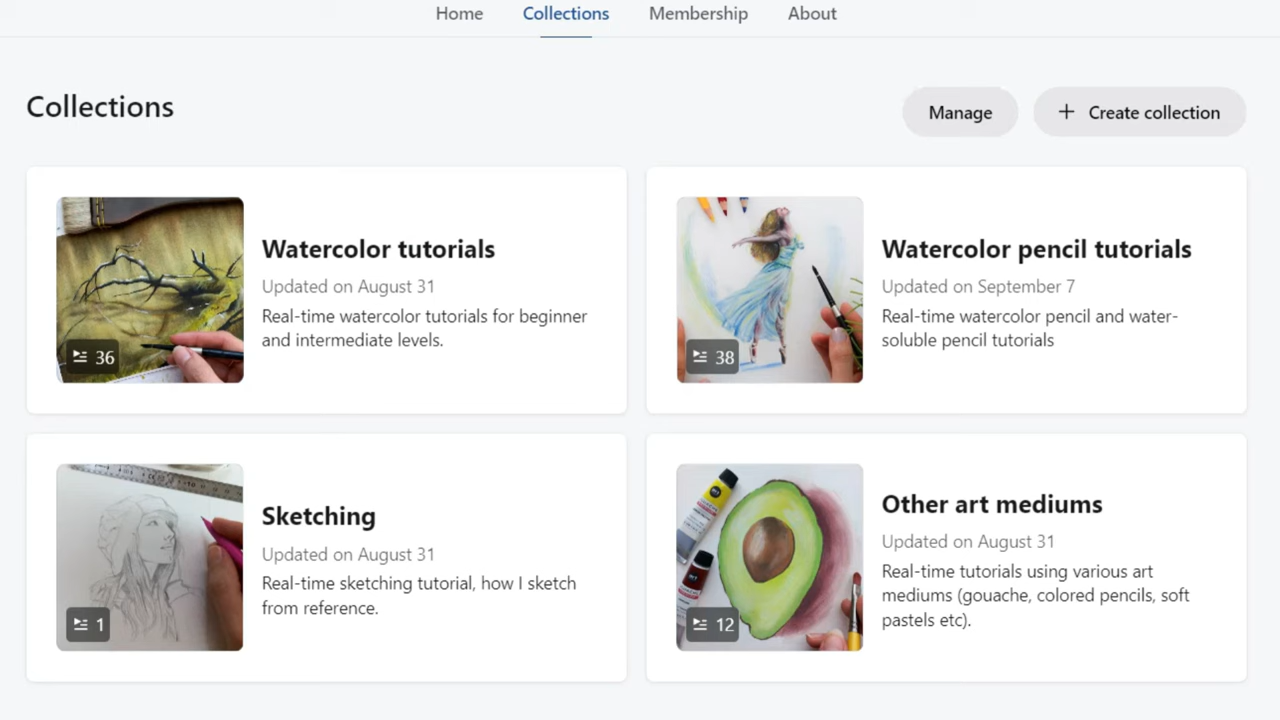 Home Collections Membership About
Collections
Manage
+ Create collection
Watercolor tutorials
Updated on August 31
Real-time watercolor tutorials for beginner
and intermediate levels.
36
Watercolor pencil tutorials
Updated on September 7
Real-time watercolor pencil and water-
soluble pencil tutorials
38
Sketching
Updated on August 31
Real-time sketching tutorial, how I sketch
from reference.
1
Other art mediums
Updated on August 31
Real-time tutorials using various art
mediums (gouache, colored pencils, soft
pastels etc).
12